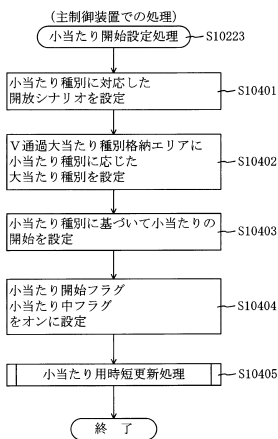 (主制御装置での処理)
小当たり開始設定処理
S10223
小当たり種別に対応した
開放シナリオを設定
S10401
V通過大当たり種別格納エリアに
小当たり種別に応じた
大当たり種別を設定
S10402
小当たり種別に基づいて小当たりの
開始を設定
S10403
小当たり開始フラグ
小当たり中フラグ
をオンに設定
S10404
小当たり用時短更新処理
S10405
終 了